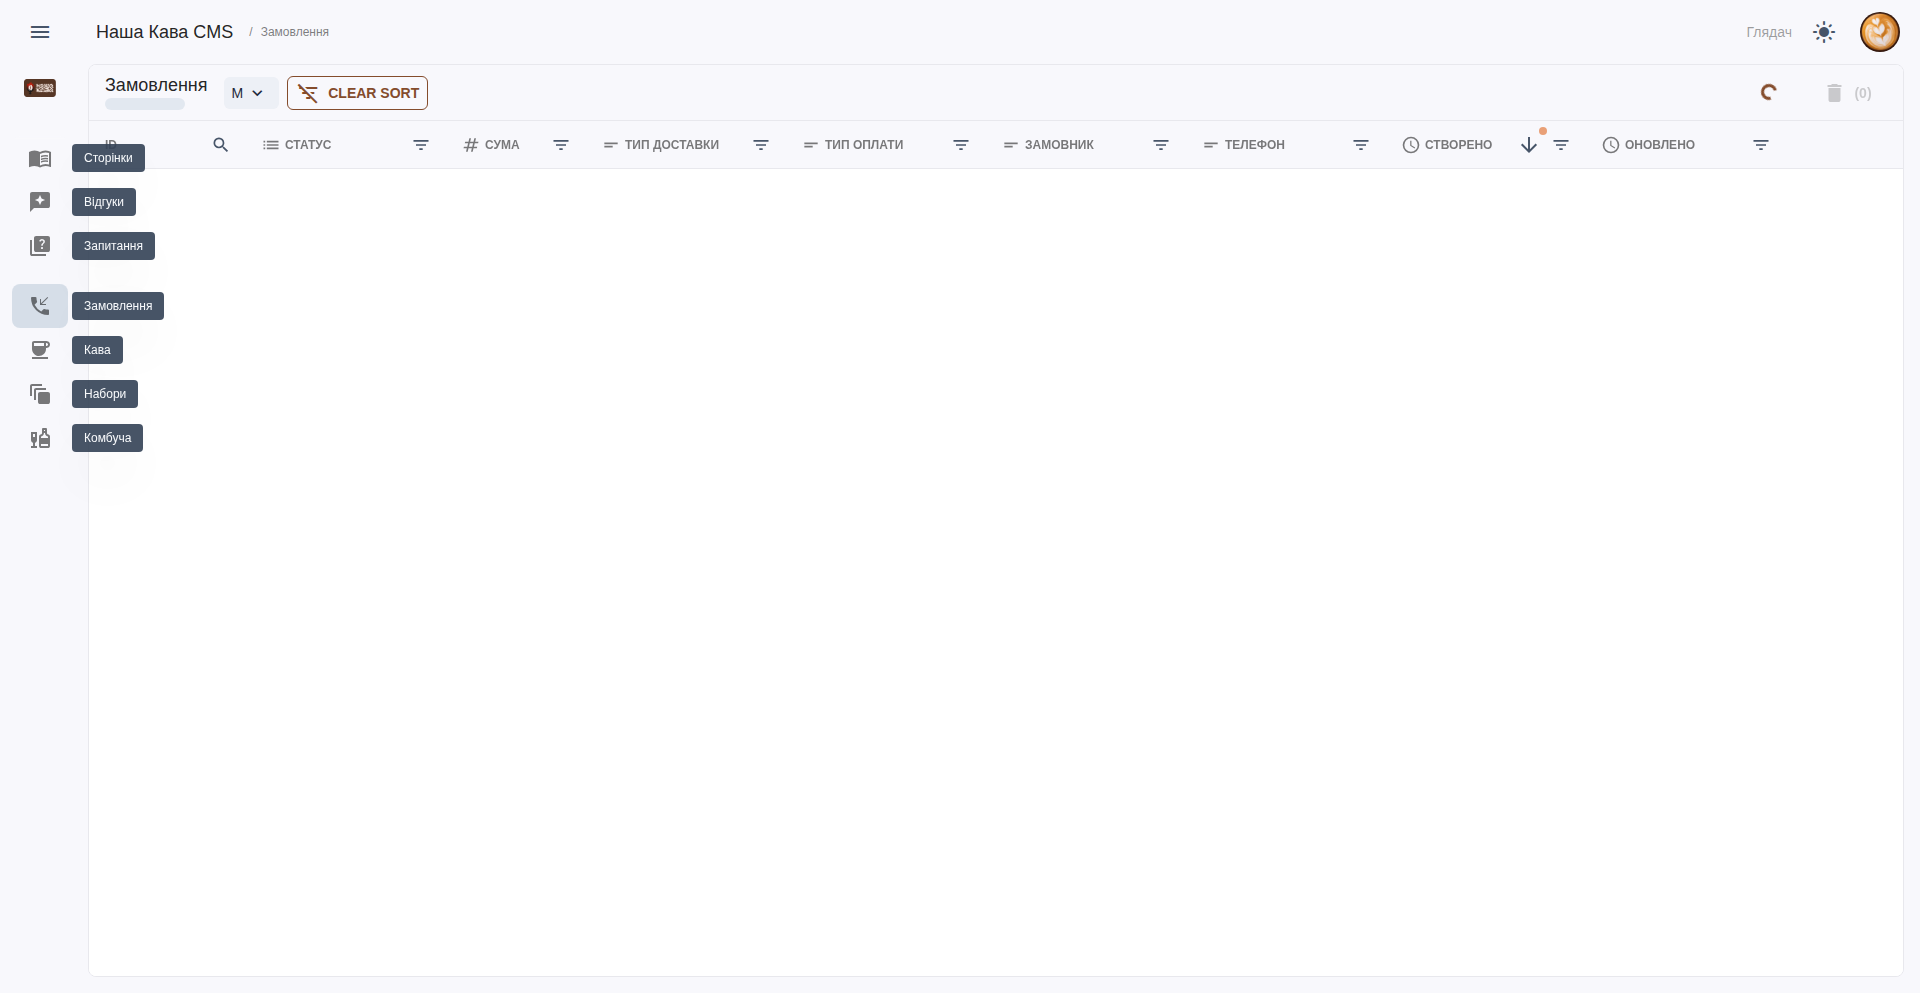 Наша Кава CMS / Замовлення
Глядач
Замовлення
M
CLEAR SORT
(0)
ID
СТАТУС
СУМА
ТИП ДОСТАВКИ
ТИП ОПЛАТИ
ЗАМОВНИК
ТЕЛЕФОН
СТВОРЕНО
ОНОВЛЕНО
Сторінки
Відгуки
Запитання
Замовлення
Кава
Набори
Комбуча